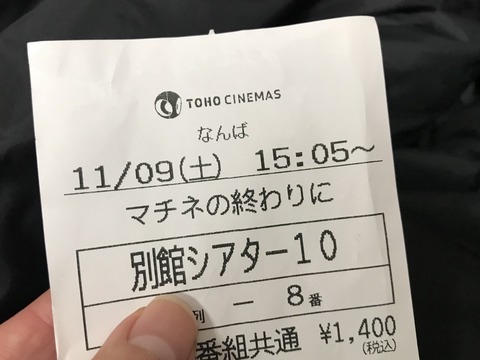 TOHO CINEMAS
なんば
11/09(土) 15:05～
マチネの終わりに
別館シアター10
列 － 8番
番組共通 ¥1,400
(税込)